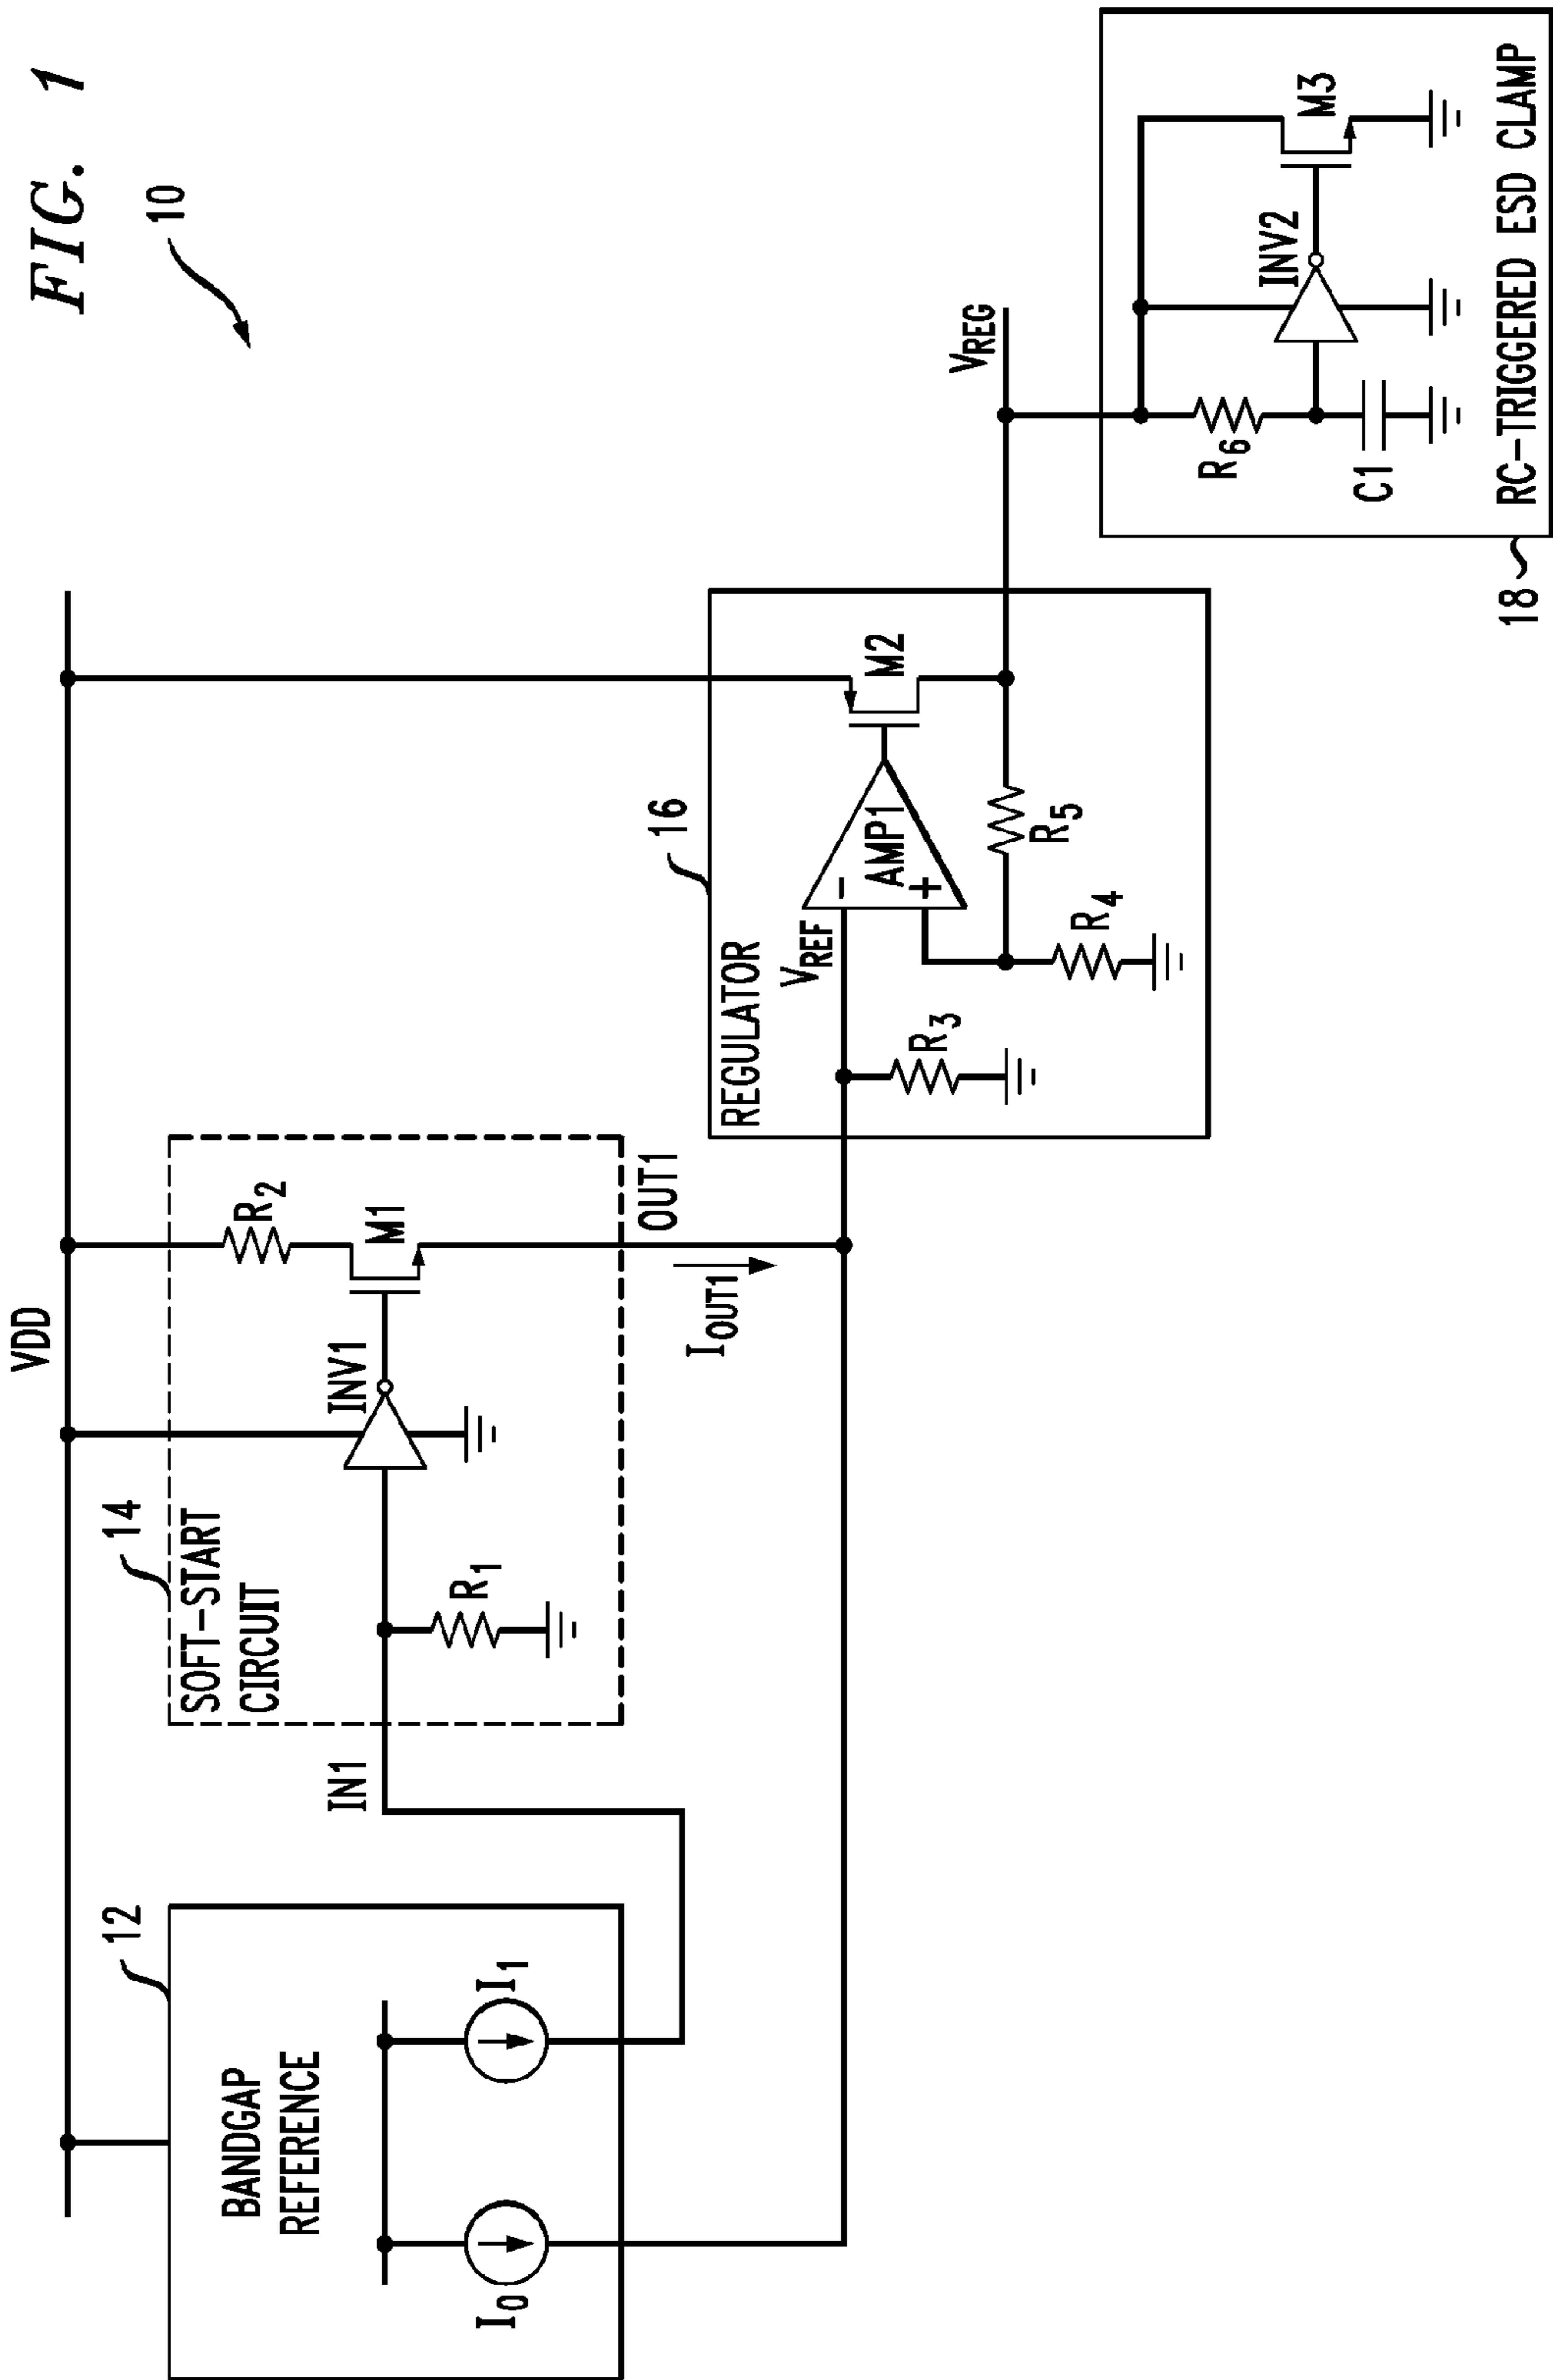 FIG. 1
10
VDD
12
BANDGAP
REFERENCE
I0
I1
IN1
14
SOFT-START
CIRCUIT
R1
INV1
R2
M1
OUT1
IOUT1
16
REGULATOR
VREF
R3
-
+
AMP1
M2
R4
R5
VREG
R6
C1
INV2
M3
18
RC-TRIGGERED ESD CLAMP